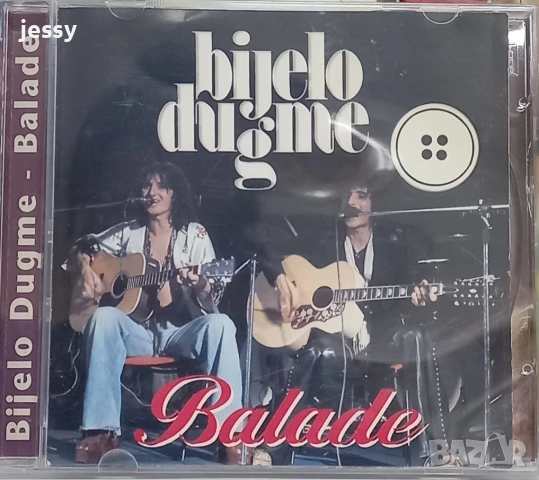 jessy
Bijelo Dugme - Balade
bijelo
dugme
Balade
BAZAR